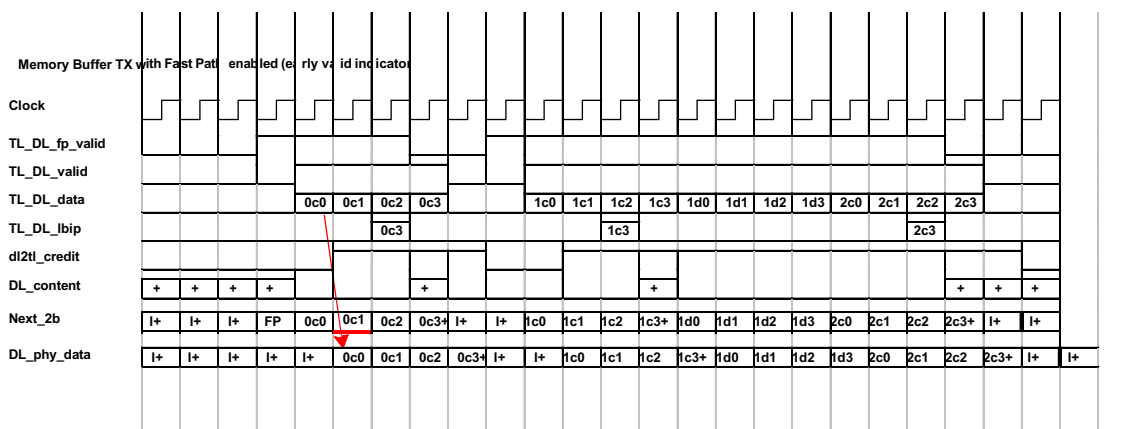 Memory Buffer TX with Fast Path enabled (early valid indicator
Clock
TL_DL_fp_valid
TL_DL_valid
TL_DL_data 0c0 0c1 0c2 0c3 1c0 1c1 1c2 1c3 1d0 1d1 1d2 1d3 2c0 2c1 2c2 2c3
TL_DL_lbip 0c3 1c3 2c3
dl2tl_credit
DL_content + + + + + + + + +
Next_2b I+ I+ I+ FP 0c0 0c1 0c2 0c3+ I+ I+ 1c0 1c1 1c2 1c3+ 1d0 1d1 1d2 1d3 2c0 2c1 2c2 2c3+ I+ I+
DL_phy_data I+ I+ I+ I+ I+ 0c0 0c1 0c2 0c3+ I+ I+ 1c0 1c1 1c2 1c3+ 1d0 1d1 1d2 1d3 2c0 2c1 2c2 2c3+ I+ I+